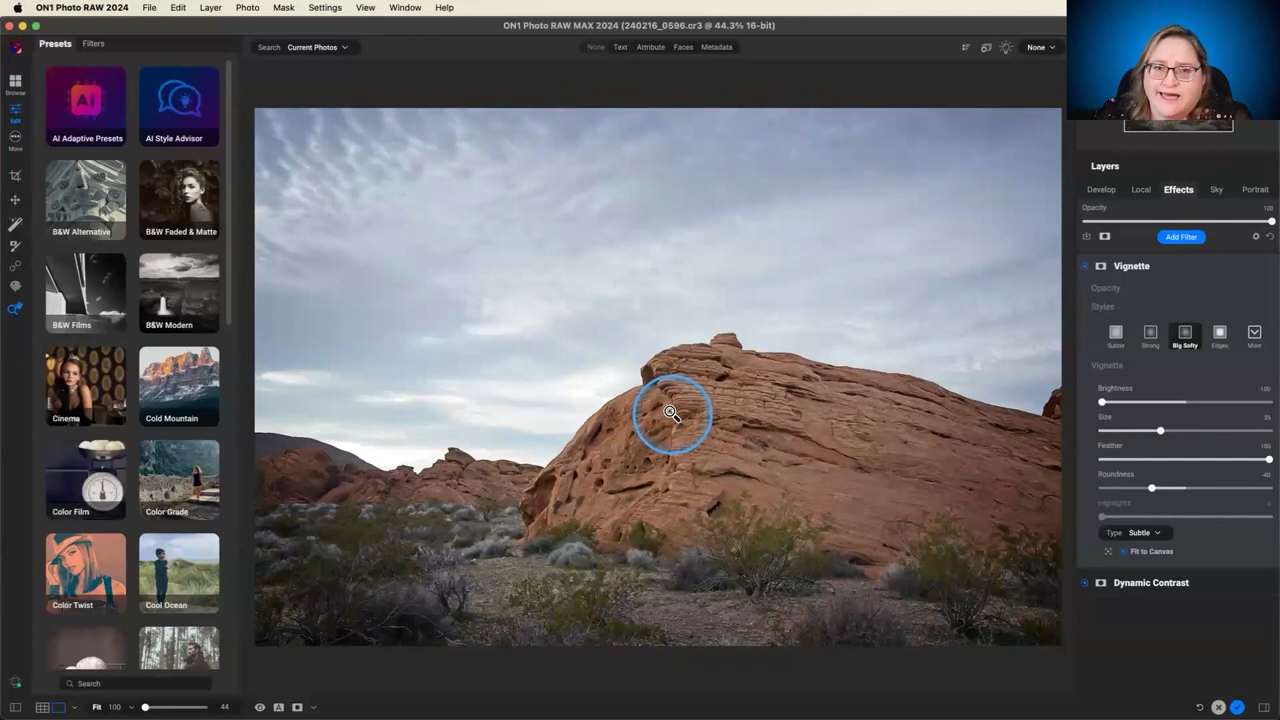 ON1 Photo RAW 2024 File Edit Layer Photo Mask Settings View Window Help
ON1 Photo RAW MAX 2024 (240216_0596.cr3 @ 44.3% 16-bit)
Presets Filters
Search Current Photos
None Text Attribute Faces Metadata
None
Browse
Edit
More
AI
AI Adaptive Presets
AI Style Advisor
B&W Alternative
B&W Faded & Matte
B&W Films
B&W Modern
Cinema
Cold Mountain
Color Film
Color Grade
Color Twist
Cool Ocean
Search
Fit 100 44
Layers
Develop Local Effects Sky Portrait
Opacity 100
Add Filter
Vignette
Opacity
Styles
Subtle Strong Big Softy Edges More
Vignette
Brightness -100
Size 35
Feather 100
Roundness -40
Highlights 0
Type Subtle
Fit to Canvas
Dynamic Contrast